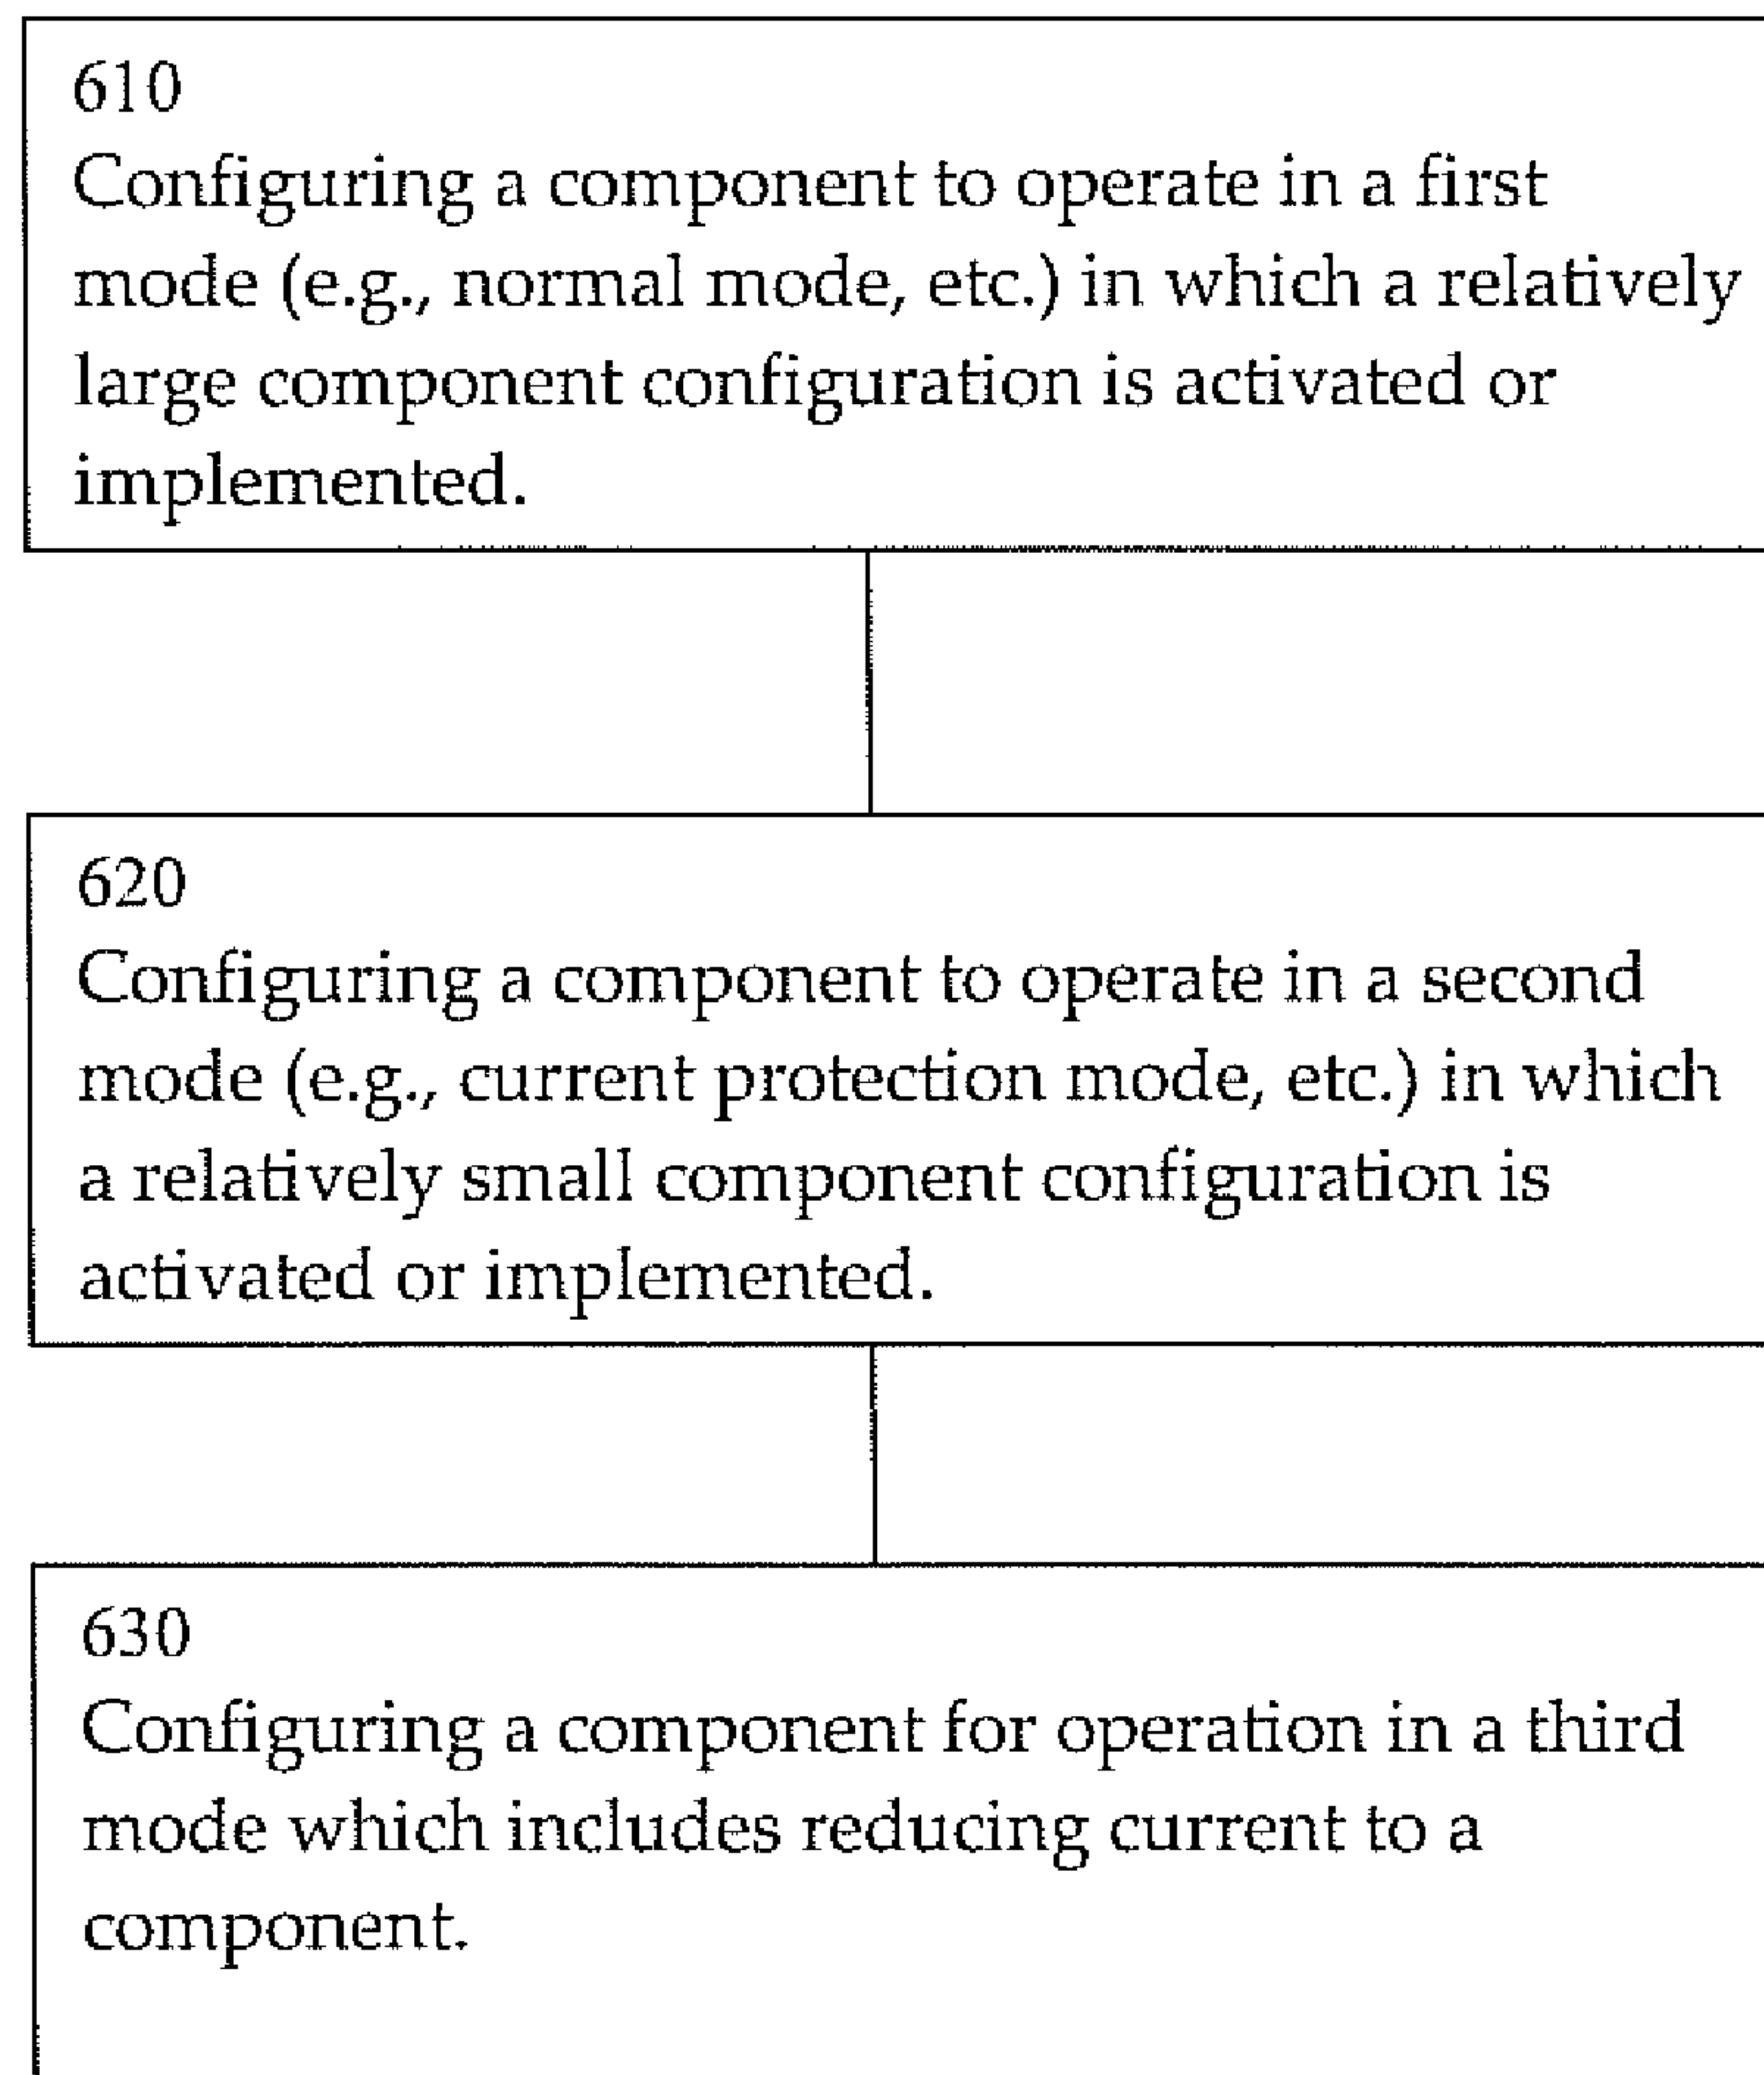 610
Configuring a component to operate in a first
mode (e.g., normal mode, etc.) in which a relatively
large component configuration is activated or
implemented.
620
Configuring a component to operate in a second
mode (e.g., current protection mode, etc.) in which
a relatively small component configuration is
activated or implemented.
630
Configuring a component for operation in a third
mode which includes reducing current to a
component.